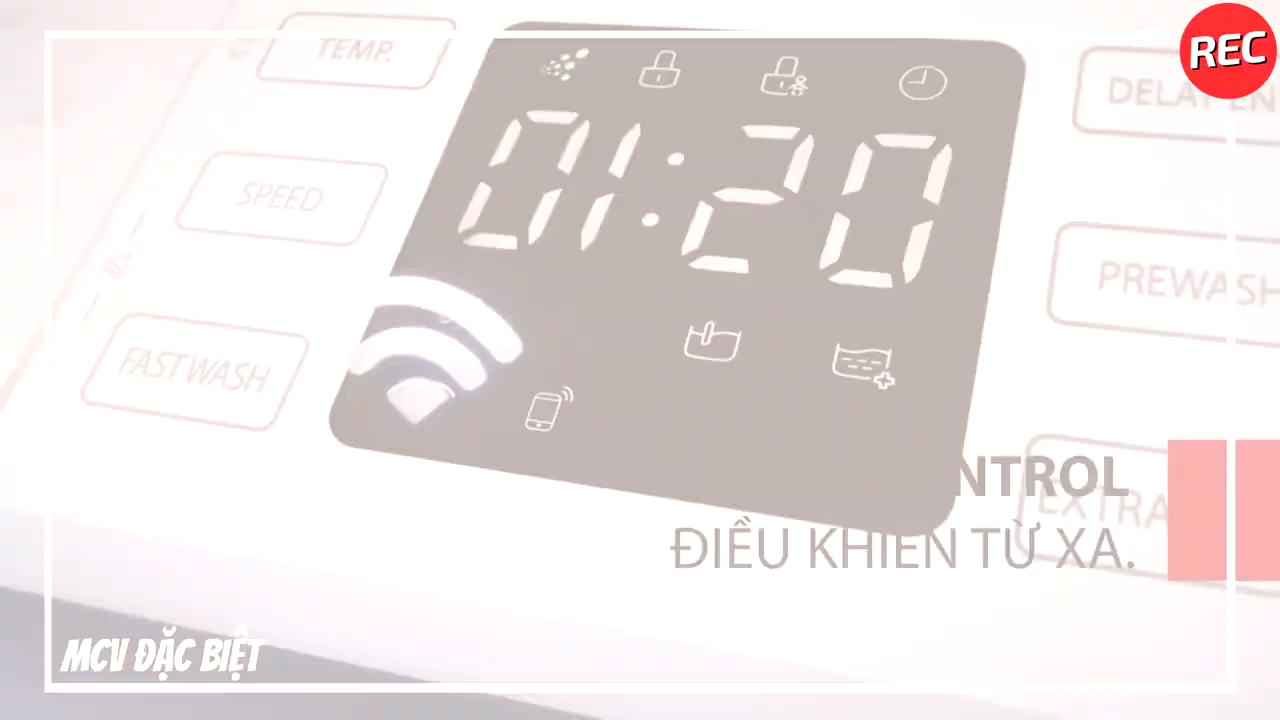 REC
TEMP.
DELAY EN
01:20
SPEED
PREWASH
FAST WASH
NTROL
EXTRA
ĐIỀU KHIỂN TỪ XA.
MCV ĐẶC BIỆT